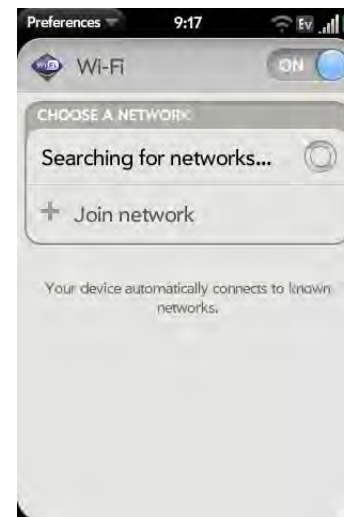 Preferences 9:17 Ev
WiFi Wi-Fi ON
CHOOSE A NETWORK
Searching for networks...
+ Join network
Your device automatically connects to known
networks.